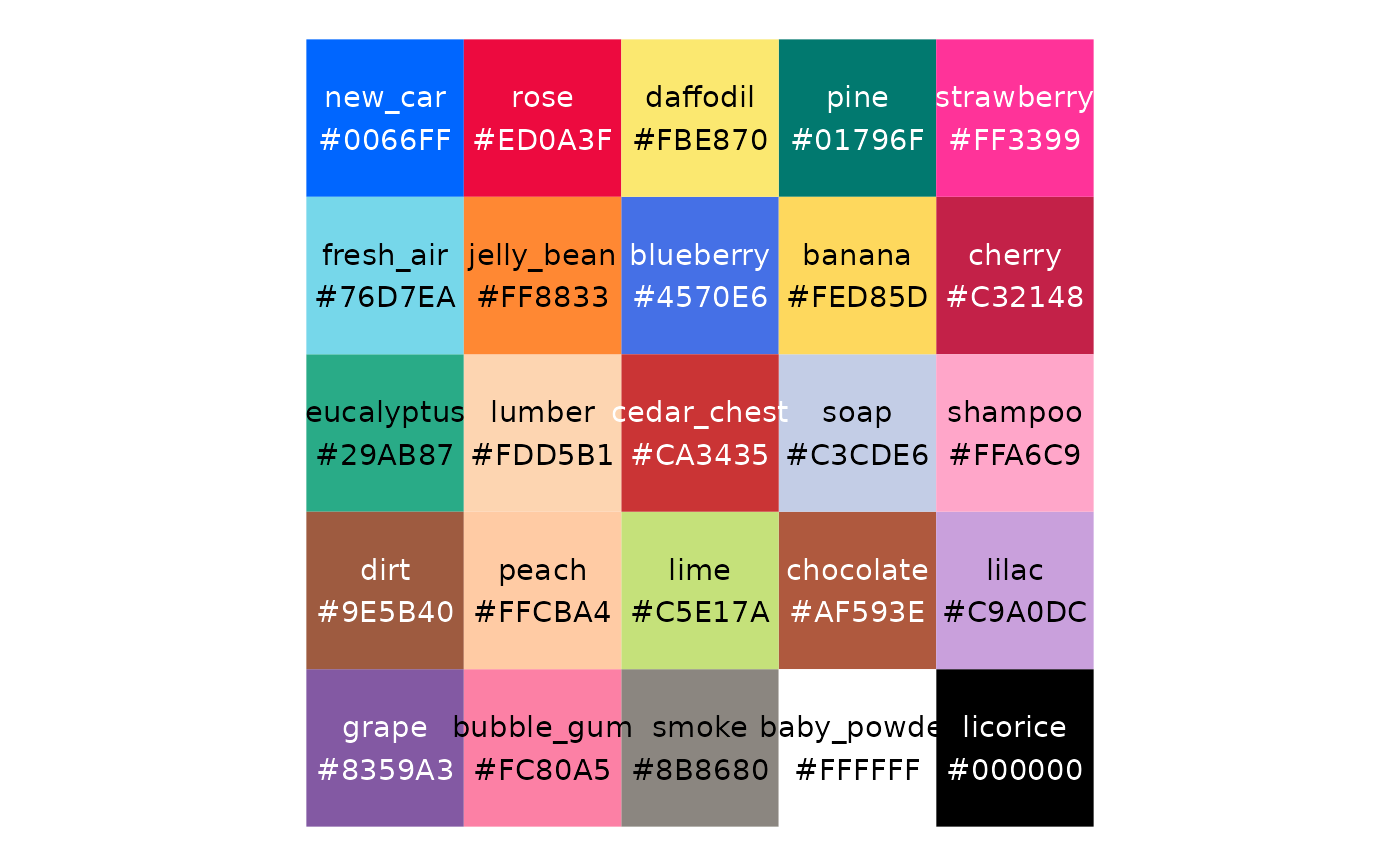 new_car
#0066FF
rose
#ED0A3F
daffodil
#FBE870
pine
#01796F
strawberry
#FF3399
fresh_air
#76D7EA
jelly_bean
#FF8833
blueberry
#4570E6
banana
#FED85D
cherry
#C32148
eucalyptus
#29AB87
lumber
#FDD5B1
cedar_chest
#CA3435
soap
#C3CDE6
shampoo
#FFA6C9
dirt
#9E5B40
peach
#FFCBA4
lime
#C5E17A
chocolate
#AF593E
lilac
#C9A0DC
grape
#8359A3
bubble_gum
#FC80A5
smoke
#8B8680
baby_powde
#FFFFFF
licorice
#000000